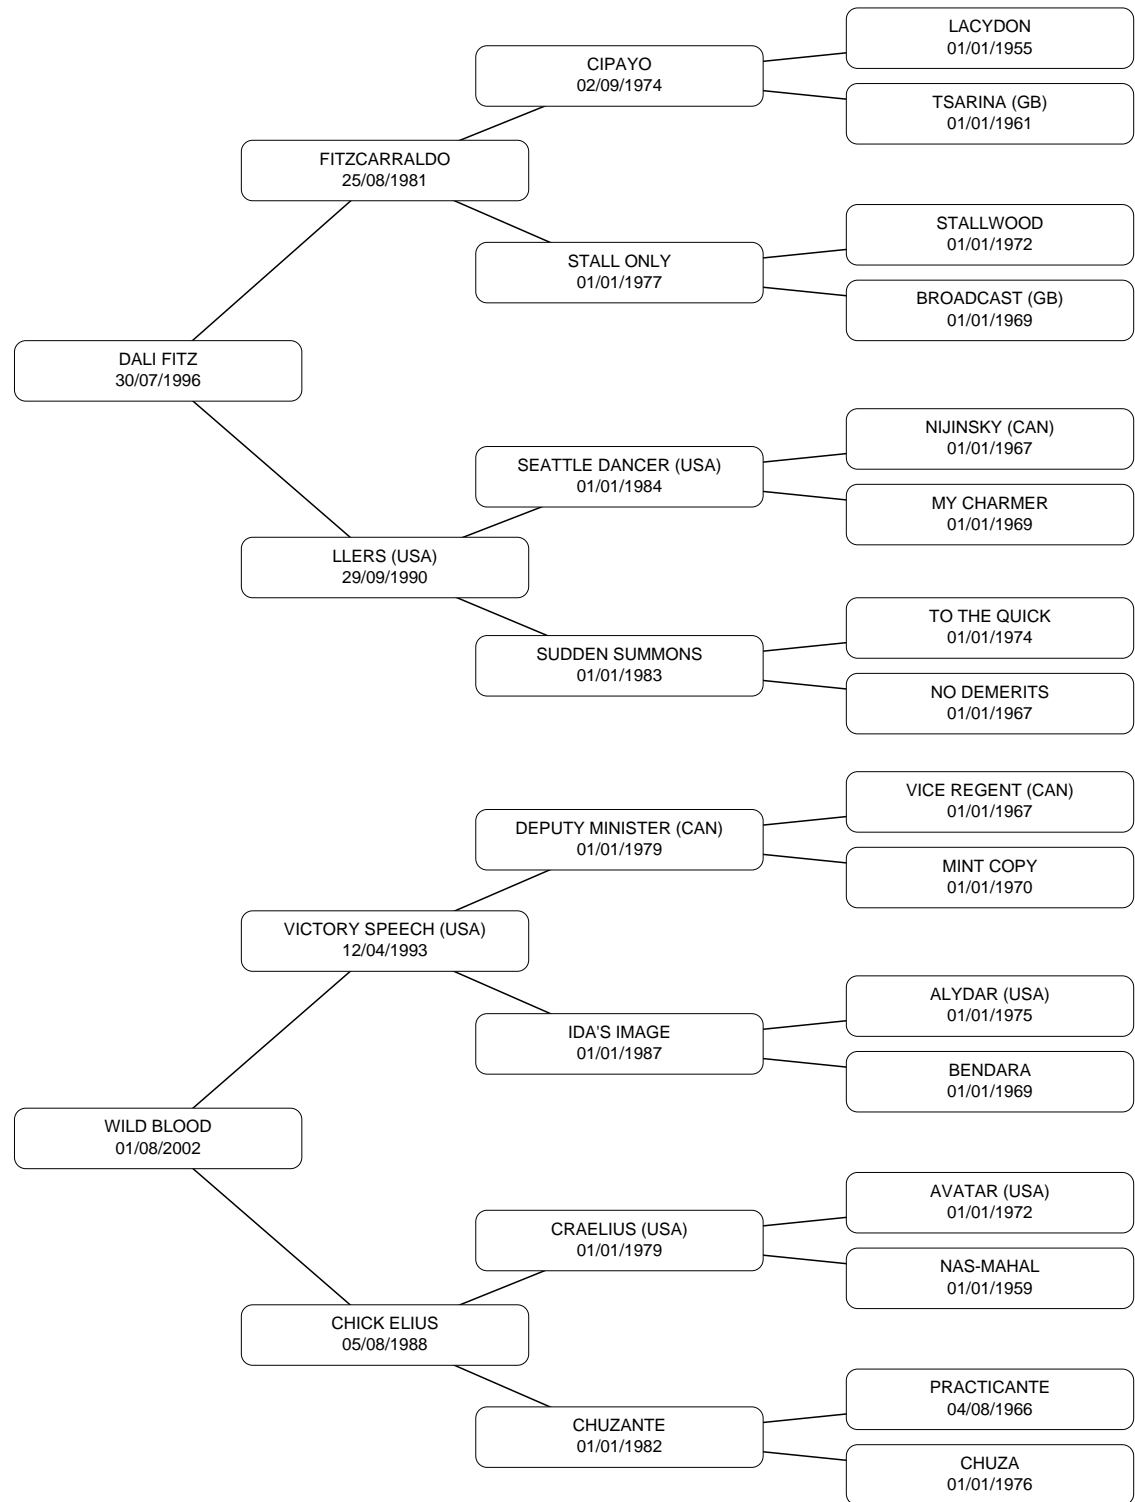 LACYDON
01/01/1955
CIPAYO
02/09/1974
TSARINA (GB)
01/01/1961
FITZCARRALDO
25/08/1981
STALLWOOD
01/01/1972
STALL ONLY
01/01/1977
BROADCAST (GB)
01/01/1969
DALI FITZ
30/07/1996
NIJINSKY (CAN)
01/01/1967
SEATTLE DANCER (USA)
01/01/1984
MY CHARMER
01/01/1969
LLERS (USA)
29/09/1990
TO THE QUICK
01/01/1974
SUDDEN SUMMONS
01/01/1983
NO DEMERITS
01/01/1967
VICE REGENT (CAN)
01/01/1967
DEPUTY MINISTER (CAN)
01/01/1979
MINT COPY
01/01/1970
VICTORY SPEECH (USA)
12/04/1993
ALYDAR (USA)
01/01/1975
IDA'S IMAGE
01/01/1987
BENDARA
01/01/1969
WILD BLOOD
01/08/2002
AVATAR (USA)
01/01/1972
CRAELIUS (USA)
01/01/1979
NAS-MAHAL
01/01/1959
CHICK ELIUS
05/08/1988
PRACTICANTE
04/08/1966
CHUZANTE
01/01/1982
CHUZA
01/01/1976